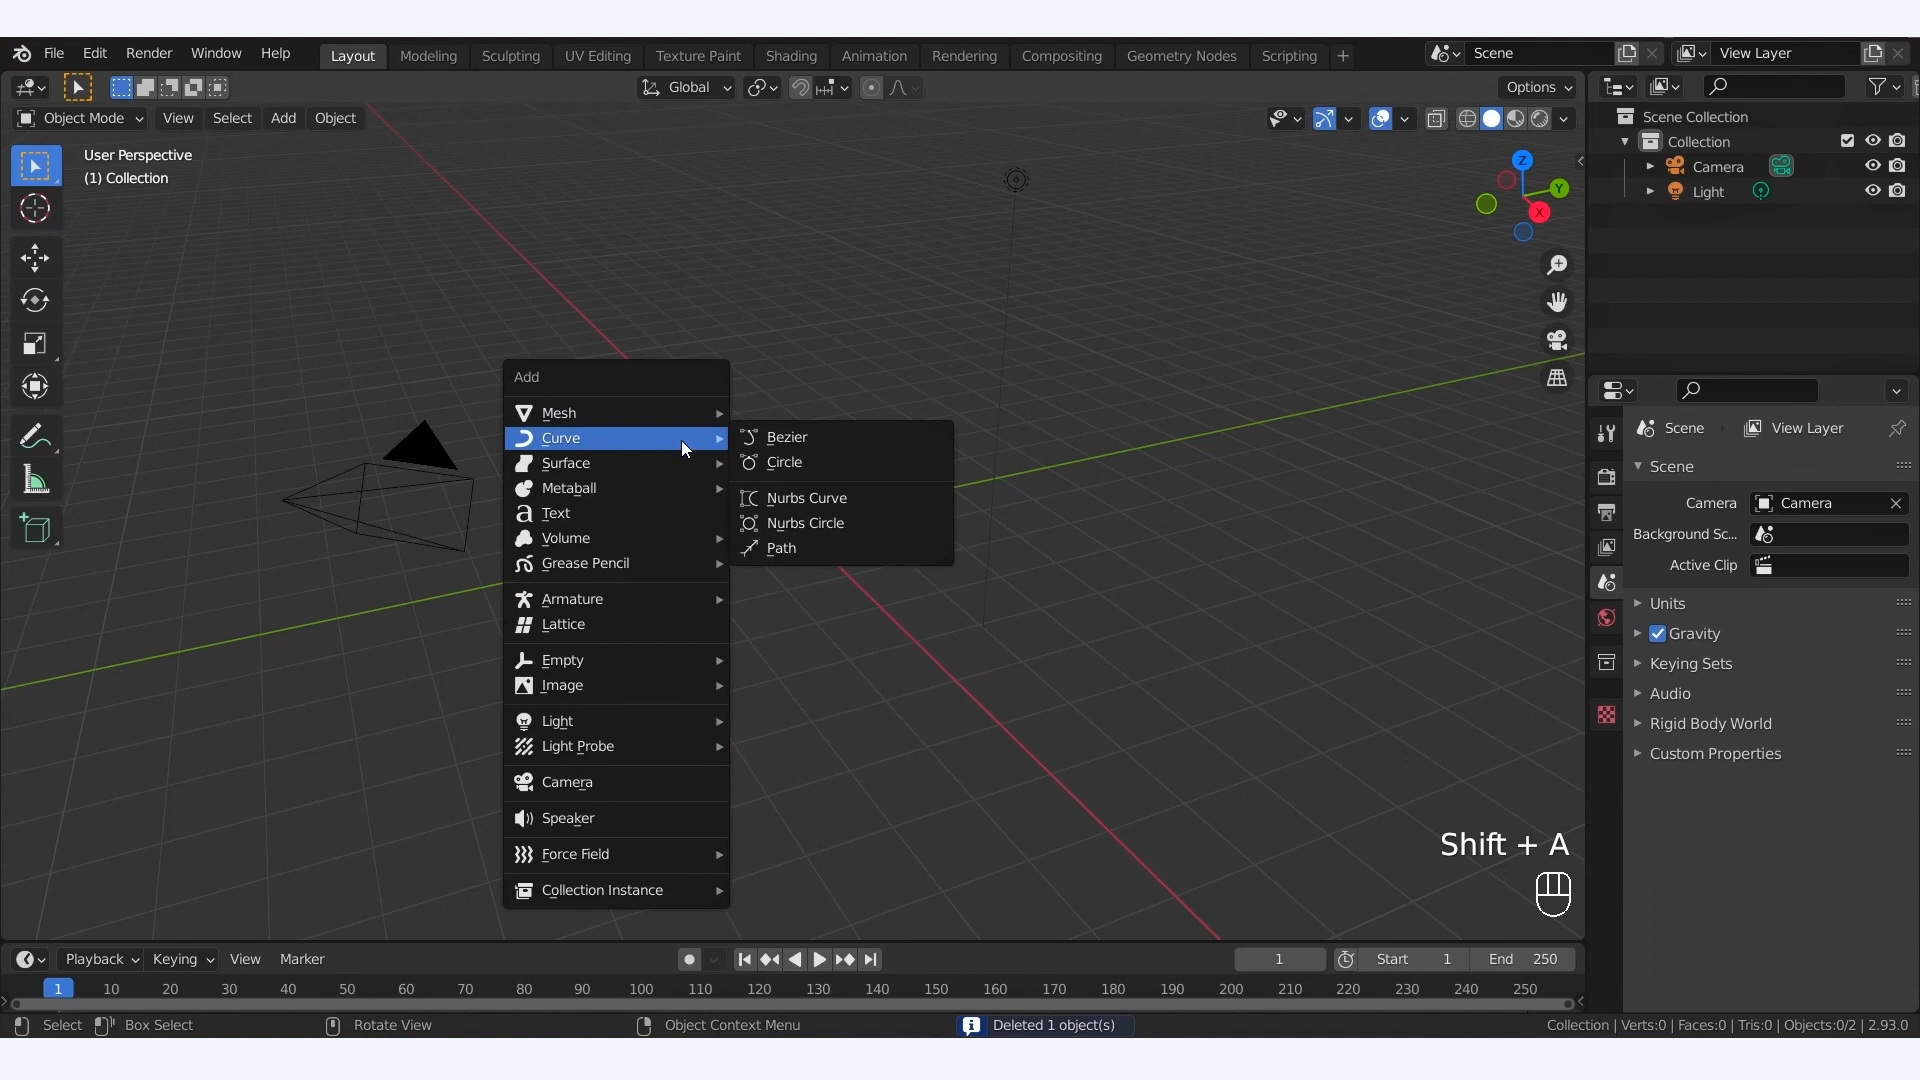 File Edit Render Window Help
Layout Modeling Sculpting UV Editing Texture Paint Shading Animation Rendering Compositing Geometry Nodes Scripting +
Scene
View Layer
Global
Options
Object Mode View Select Add Object
User Perspective
(1) Collection
Z
Y
X
Scene Collection
Collection
Camera
Light
Add
Mesh
Curve
Surface
Metaball
Text
Volume
Grease Pencil
Armature
Lattice
Empty
Image
Light
Light Probe
Camera
Speaker
Force Field
Collection Instance
Bezier
Circle
Nurbs Curve
Nurbs Circle
Path
Scene View Layer
Scene
Camera Camera
Background Sc...
Active Clip
Units
Gravity
Keying Sets
Audio
Rigid Body World
Custom Properties
Shift + A
Playback Keying View Marker
1
Start 1
End 250
1 10 20 30 40 50 60 70 80 90 100 110 120 130 140 150 160 170 180 190 200 210 220 230 240 250
Select Box Select Rotate View Object Context Menu
Deleted 1 object(s)
Collection | Verts:0 | Faces:0 | Tris:0 | Objects:0/2 | 2.93.0